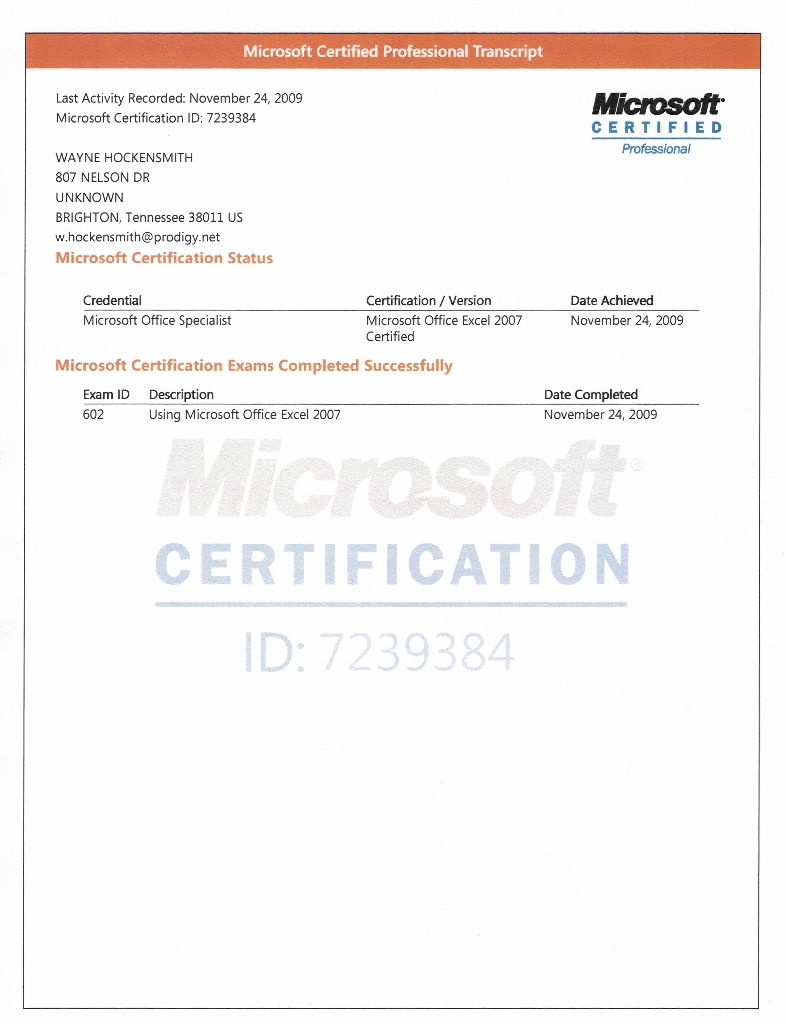 Microsoft Certified Professional Transcript
Last Activity Recorded: November 24, 2009
Microsoft Certification ID: 7239384
Microsoft
CERTIFIED
Professional
WAYNE HOCKENSMITH
807 NELSON DR
UNKNOWN
BRIGHTON, Tennessee 38011 US
w.hockensmith@prodigy.net
Microsoft Certification Status
Credential Certification / Version Date Achieved
Microsoft Office Specialist Microsoft Office Excel 2007 November 24, 2009
Certified
Microsoft Certification Exams Completed Successfully
Exam ID Description Date Completed
602 Using Microsoft Office Excel 2007 November 24, 2009
Microsoft®
CERTIFICATION
ID: 7239384